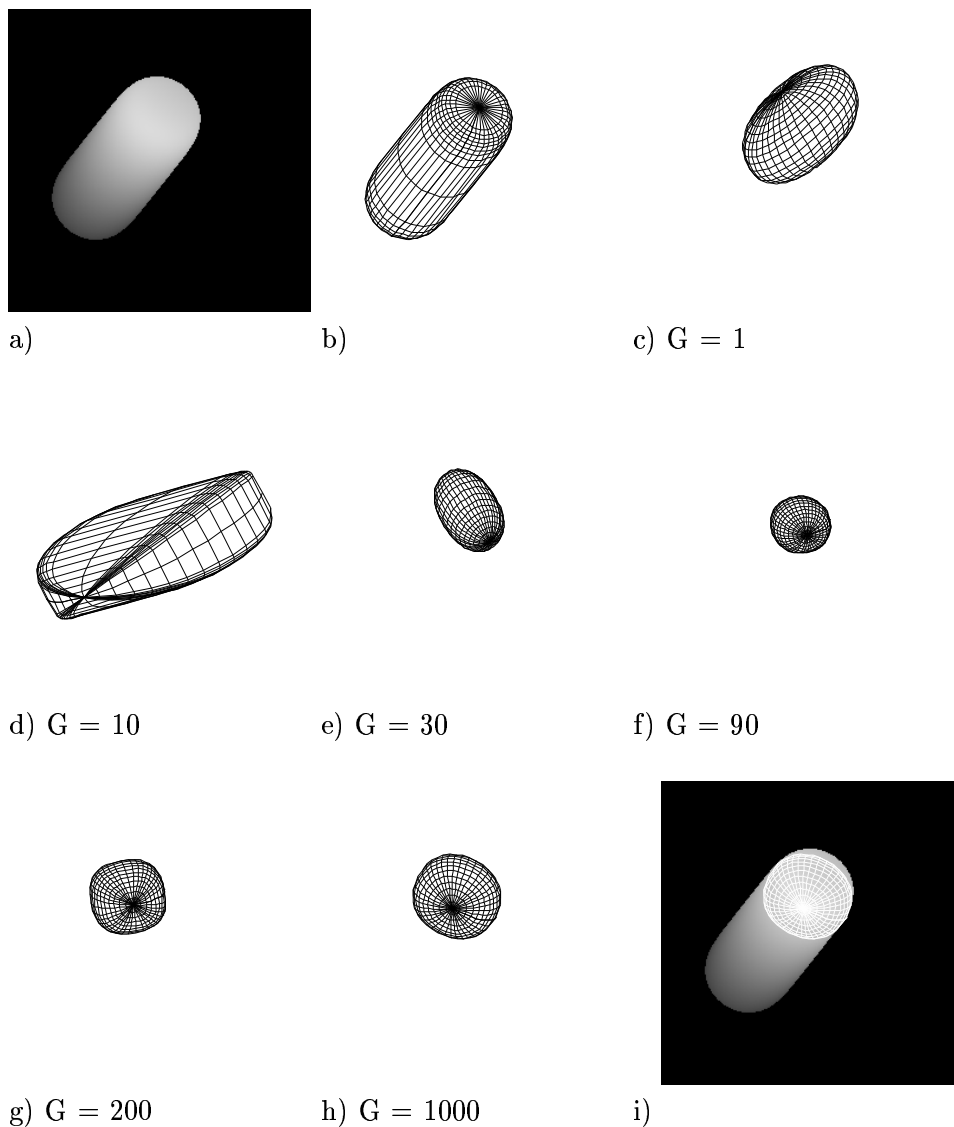 a)
b)
c) G = 1
d) G = 10
e) G = 30
f) G = 90
g) G = 200
h) G = 1000
i)